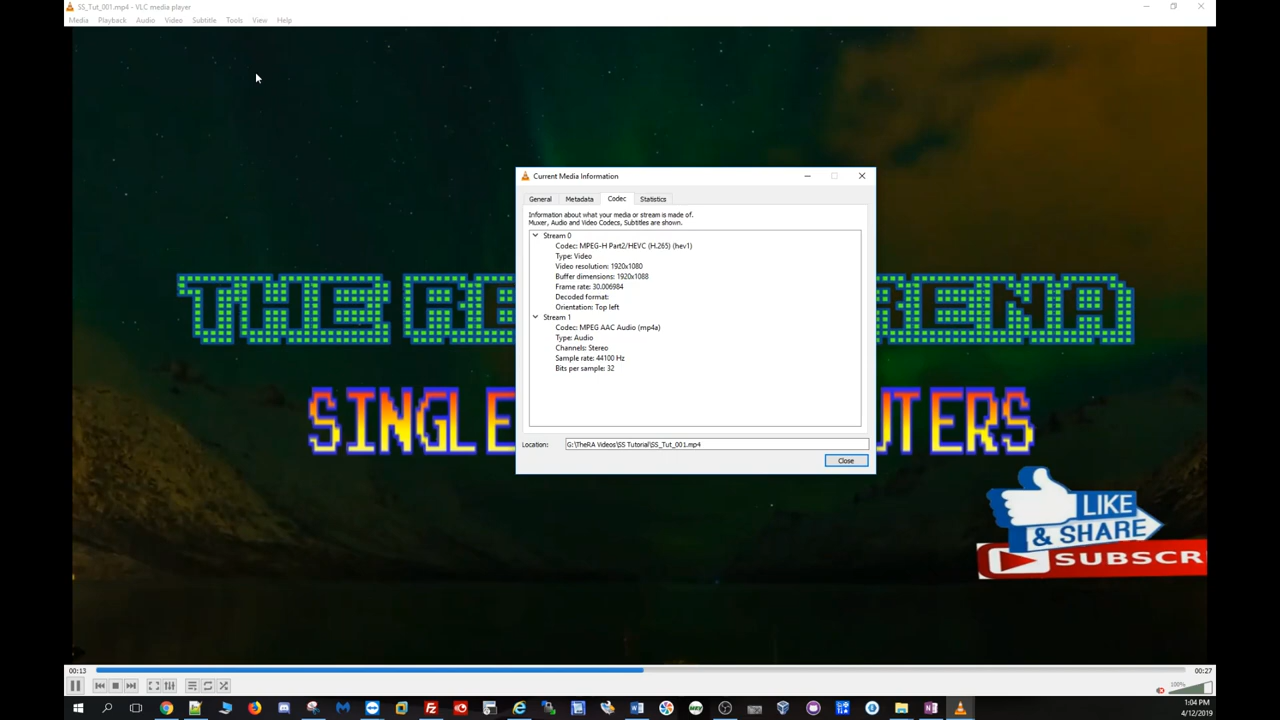 SS_Tut_001.mp4 - VLC media player
Media Playback Audio Video Subtitle Tools View Help
Current Media Information
General Metadata Codec Statistics
Information about what your media or stream is made of.
Muxer, Audio and Video Codecs, Subtitles are shown.
Stream 0
Codec: MPEG-H Part2/HEVC (H.265) (hev1)
Type: Video
Video resolution: 1920x1080
Buffer dimensions: 1920x1088
Frame rate: 30.006984
Decoded format:
Orientation: Top left
Stream 1
Codec: MPEG AAC Audio (mp4a)
Type: Audio
Channels: Stereo
Sample rate: 44100 Hz
Bits per sample: 32
Location: G:\TheRA Videos\SS Tutorial\SS_Tut_001.mp4
Close
THE RE RENA
SINGLE UTERS
LIKE
& SHARE
SUBSCR
00:13 00:27
100%
MEV
1:04 PM
4/12/2019